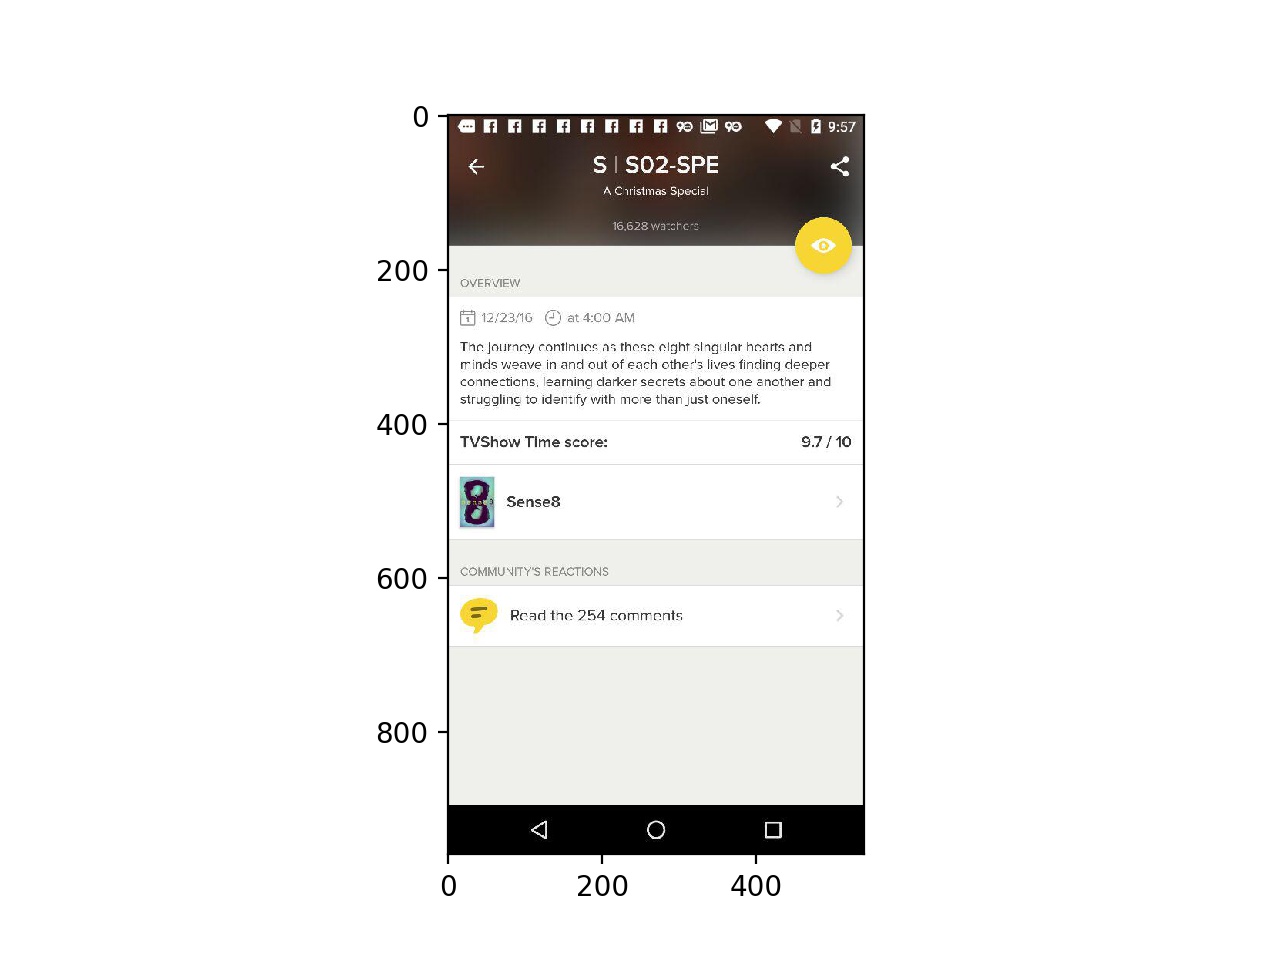 0
200
400
600
800
9:57
S | S02-SPE
A Christmas Special
16,628 watchers
OVERVIEW
12/23/16 at 4:00 AM
The journey continues as these eight singular hearts and
minds weave in and out of each other's lives finding deeper
connections, learning darker secrets about one another and
struggling to identify with more than just oneself.
TVShow Time score: 9.7 / 10
Sense8
COMMUNITY'S REACTIONS
Read the 254 comments
0 200 400